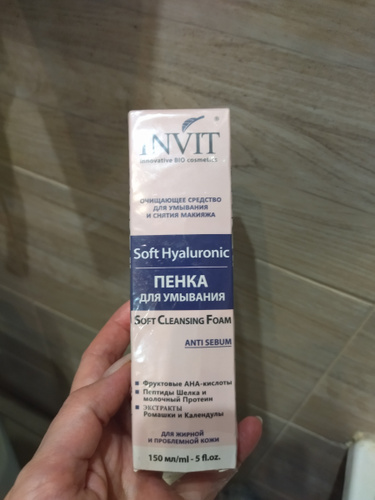 INVIT®
innovative BIO cosmetics
ОЧИЩАЮЩЕЕ СРЕДСТВО
ДЛЯ УМЫВАНИЯ
И СНЯТИЯ МАКИЯЖА
Soft Hyaluronic
ПЕНКА
ДЛЯ УМЫВАНИЯ
SOFT CLEANSING FOAM
ANTI SEBUM
Фруктовые АНА-кислоты
Пептиды Шелка и
молочный Протеин
ЭКСТРАКТЫ
Ромашки и Календулы
ДЛЯ ЖИРНОЙ
И ПРОБЛЕМНОЙ КОЖИ
150 мл/ml - 5 fl.oz.